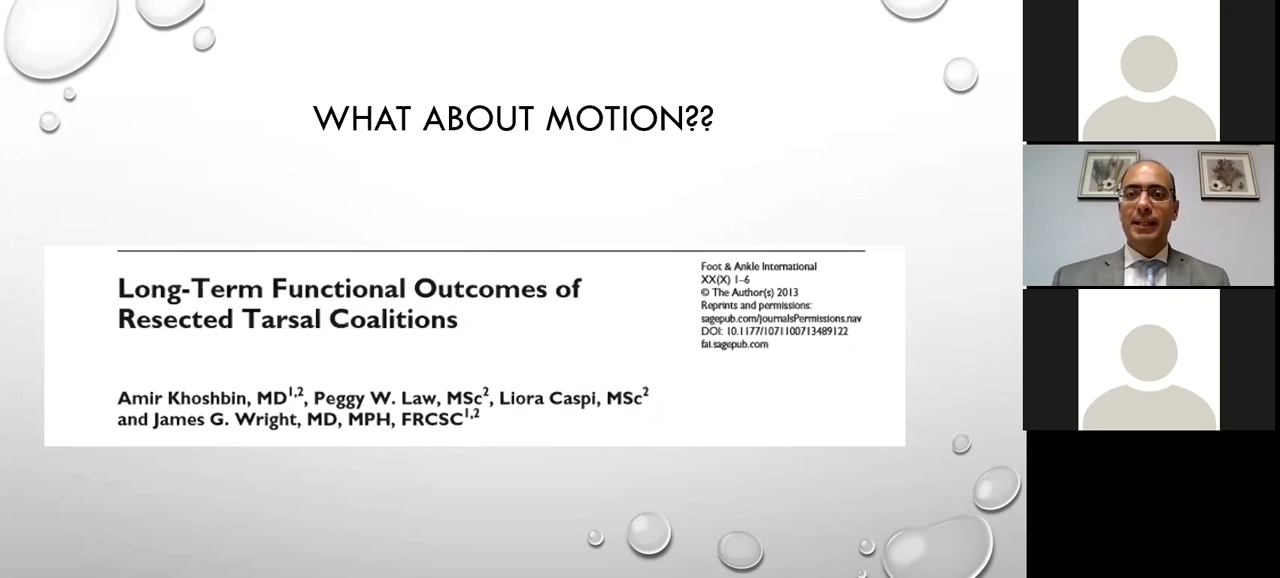 WHAT ABOUT MOTION??
Long-Term Functional Outcomes of
Resected Tarsal Coalitions
Foot & Ankle International
XX(X) 1–6
© The Author(s) 2013
Reprints and permissions:
sagepub.com/journalsPermissions.nav
DOI: 10.1177/1071100713489122
fai.sagepub.com
Amir Khoshbin, MD1,2, Peggy W. Law, MSc2, Liora Caspi, MSc2
and James G. Wright, MD, MPH, FRCSC1,2